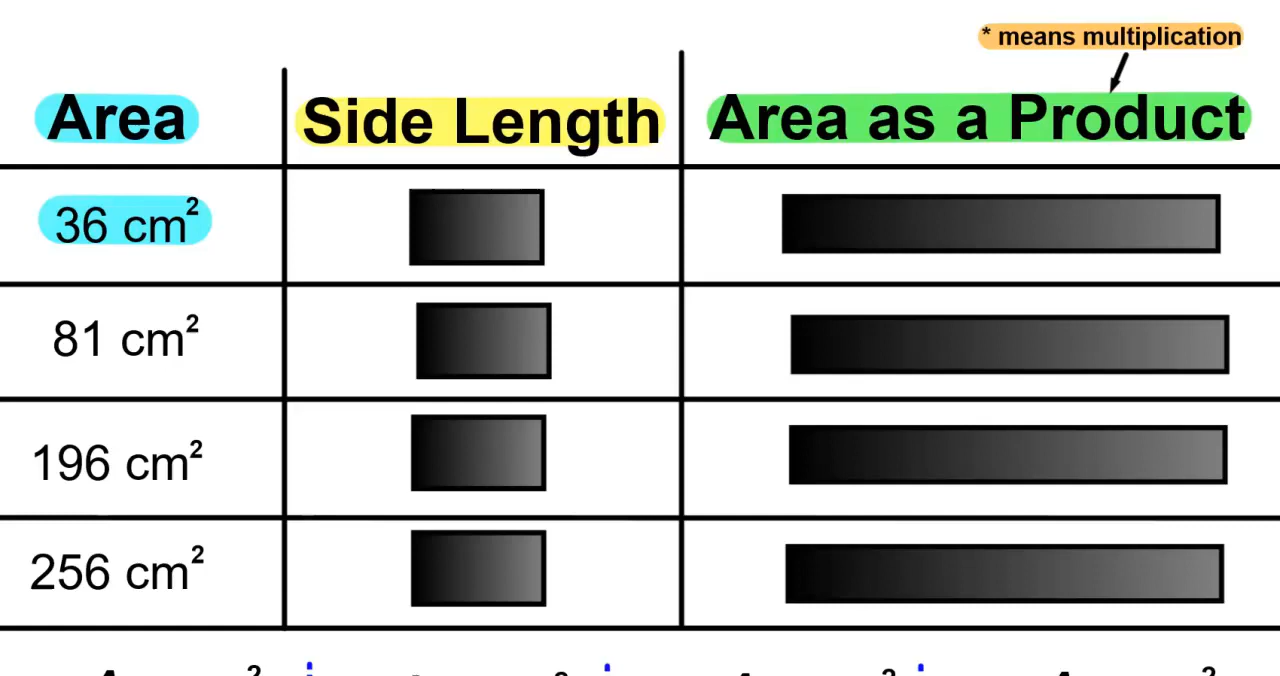 * means multiplication
Area Side Length Area as a Product
36 cm²
81 cm²
196 cm²
256 cm²